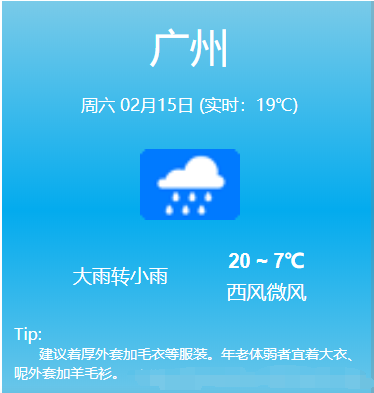 广州
周六 02月15日 (实时：19℃)
大雨转小雨
20 ~ 7℃
西风微风
Tip:
建议着厚外套加毛衣等服装。年老体弱者宜着大衣、
呢外套加羊毛衫。